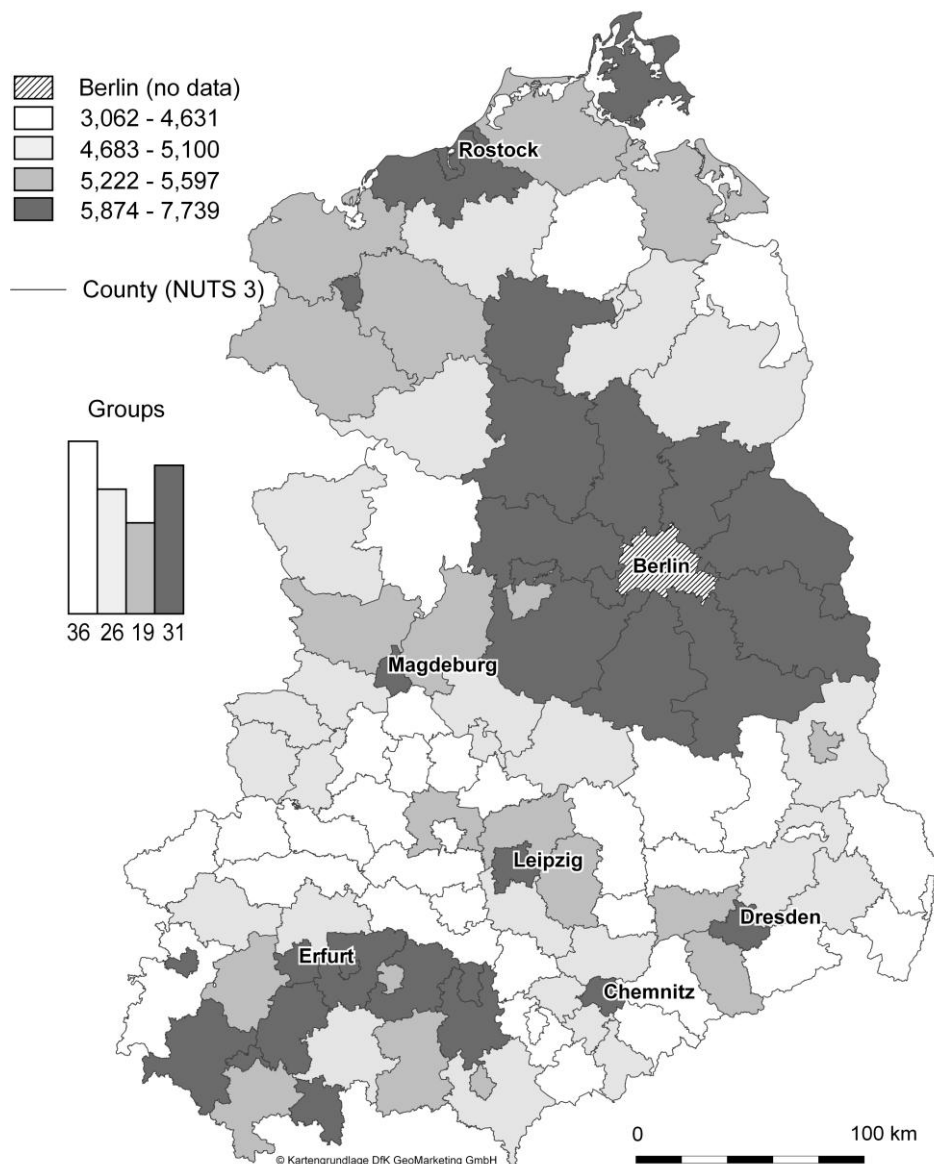 Berlin (no data)
3,062 - 4,631
4,683 - 5,100
5,222 - 5,597
5,874 - 7,739
County (NUTS 3)
Groups
36 26 19 31
Rostock
Berlin
Magdeburg
Leipzig
Dresden
Erfurt
Chemnitz
0 100 km
© Kartengrundlage DfK GeoMarketing GmbH